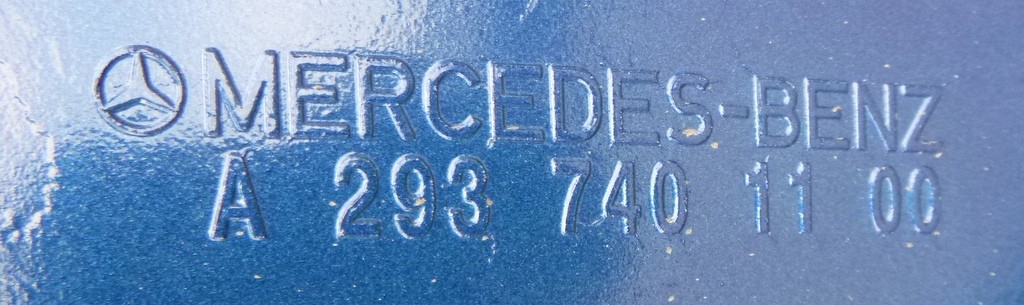 MERCEDES-BENZ
A 293 740 11 00